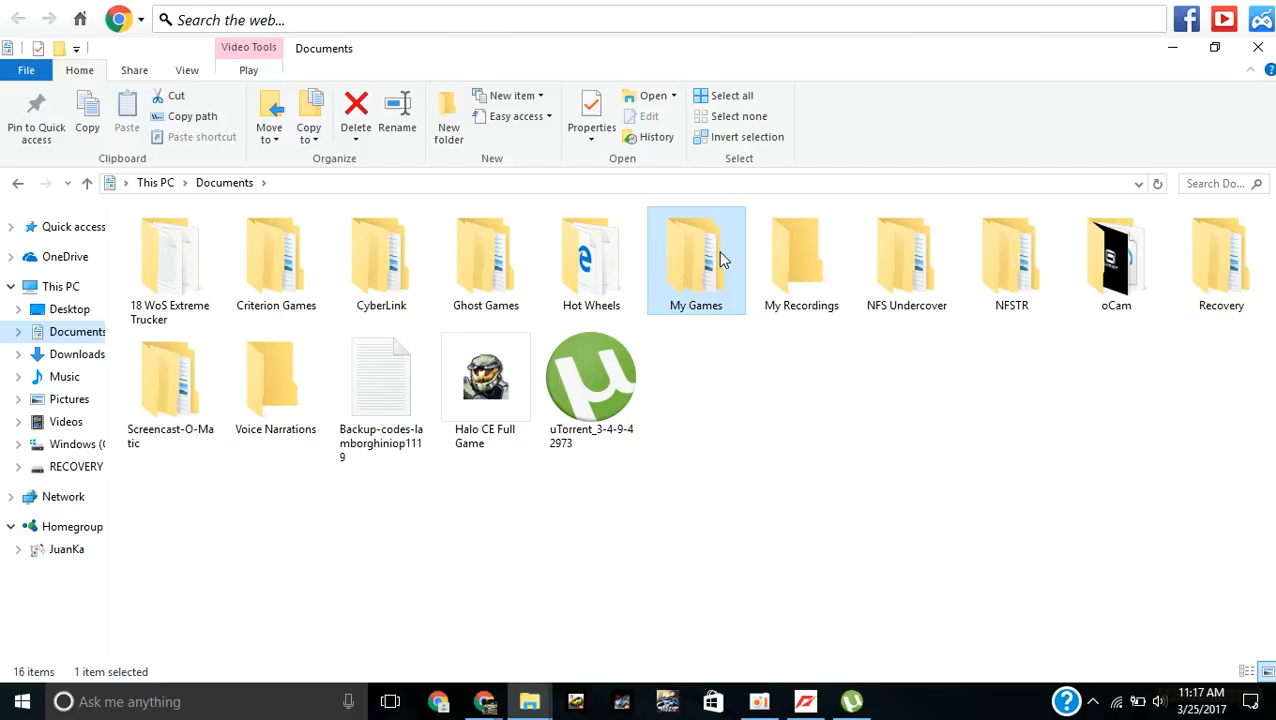 Search the web...
Video Tools
Documents
File
Home
Share
View
Play
Pin to Quick access
Copy
Paste
Cut
Copy path
Paste shortcut
Clipboard
Move to
Copy to
Delete
Rename
Organize
New folder
New item
Easy access
New
Properties
Open
Edit
History
Open
Select all
Select none
Invert selection
Select
This PC
Documents
Search Do...
Quick access
OneDrive
This PC
Desktop
Documents
Downloads
Music
Pictures
Videos
Windows (
RECOVERY
Network
Homegroup
JuanKa
18 WoS Extreme
Trucker
Criterion Games
CyberLink
Ghost Games
Hot Wheels
My Games
My Recordings
NFS Undercover
NFSTR
oCam
Recovery
Screencast-O-Ma
tic
Voice Narrations
Backup-codes-la
mborghiniop111
9
Halo CE Full
Game
uTorrent_3-4-9-4
2973
16 items
1 item selected
Ask me anything
11:17 AM
3/25/2017